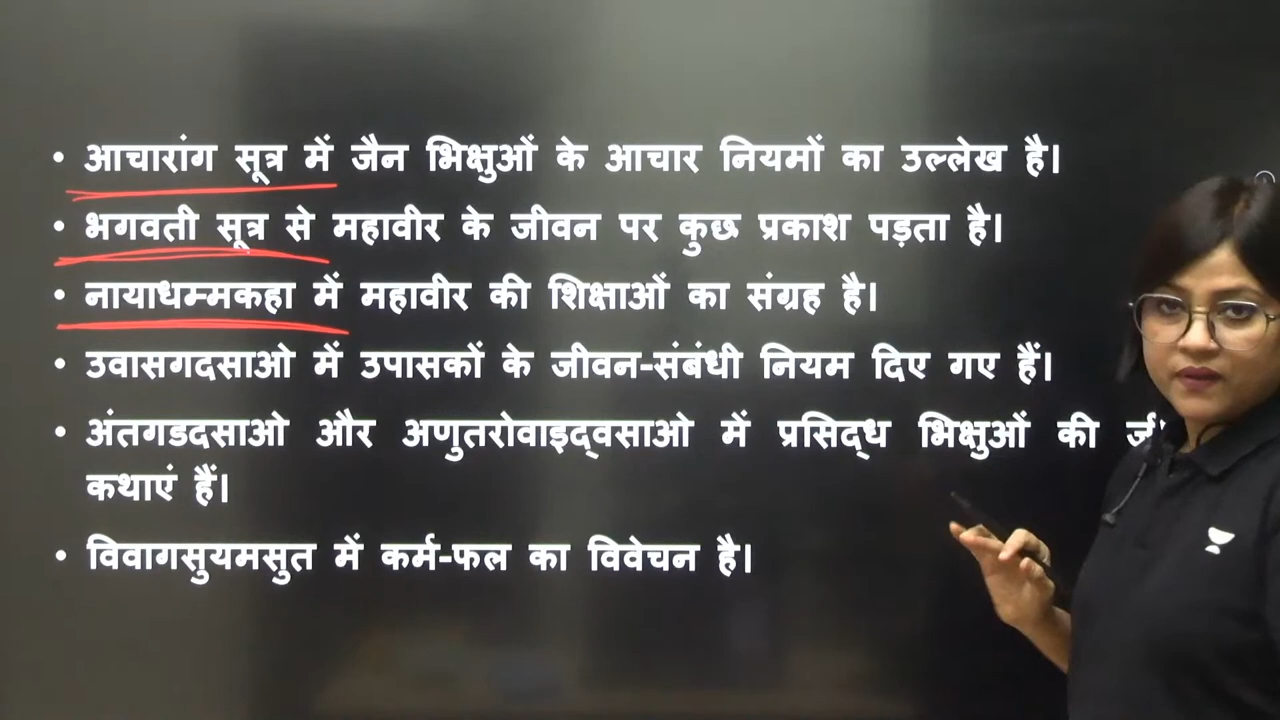 • आचारांग सूत्र में जैन भिक्षुओं के आचार नियमों का उल्लेख है।
• भगवती सूत्र से महावीर के जीवन पर कुछ प्रकाश पड़ता है।
• नायाधम्मकहा में महावीर की शिक्षाओं का संग्रह है।
• उवासगदसाओ में उपासकों के जीवन-संबंधी नियम दिए गए हैं।
• अंतगडदसाओ और अणुतरोवाइद्वसाओ में प्रसिद्ध भिक्षुओं की
कथाएं हैं।
• विवागसुयमसुत में कर्म-फल का विवेचन है।